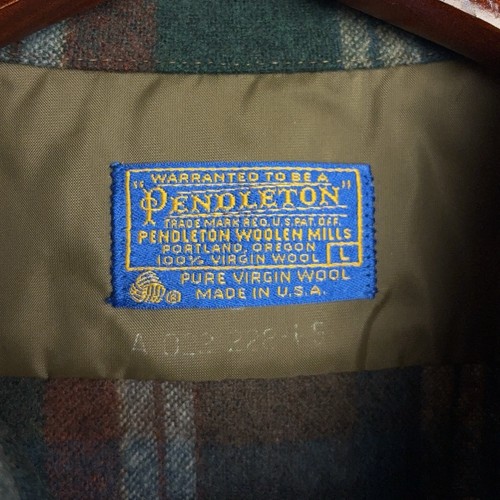 WARRANTED TO BE A
"PENDLETON"
TRADE MARK REG. U.S. PAT. OFF.
PENDLETON WOOLEN MILLS
PORTLAND, OREGON
100% VIRGIN WOOL L
PURE VIRGIN WOOL
® MADE IN U.S.A.
A